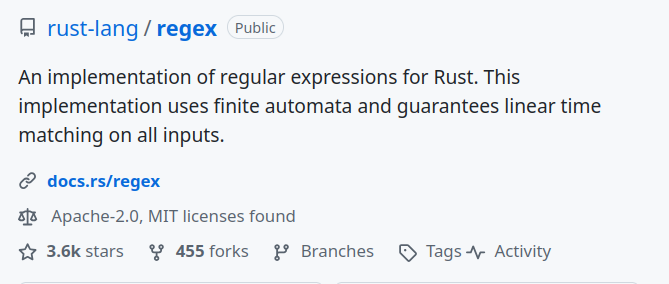 rust-lang / regex Public
An implementation of regular expressions for Rust. This
implementation uses finite automata and guarantees linear time
matching on all inputs.
docs.rs/regex
Apache-2.0, MIT licenses found
3.6k stars 455 forks Branches Tags Activity